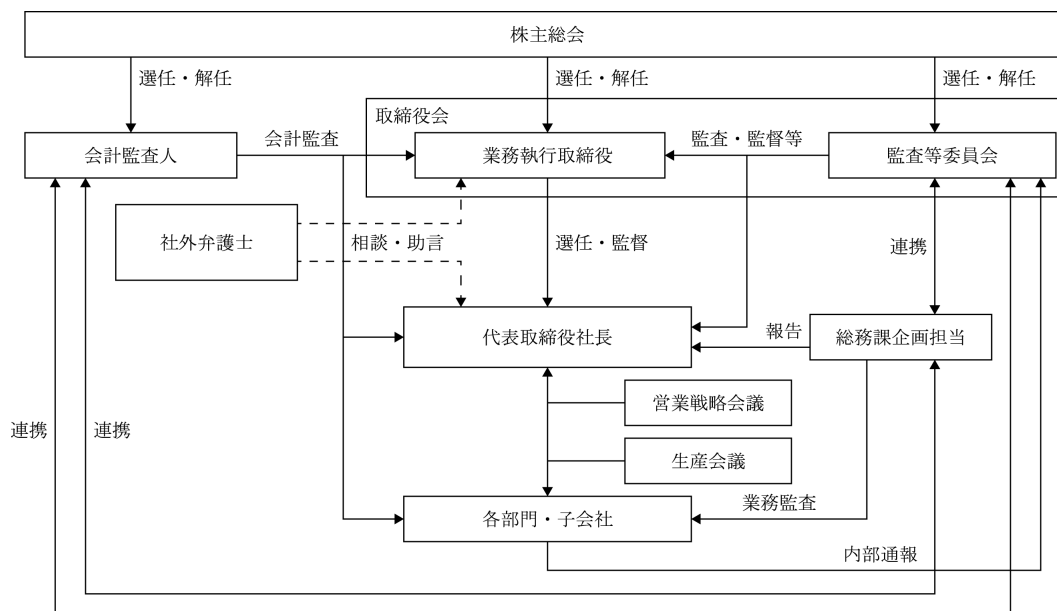 株主総会
選任・解任
選任・解任
選任・解任
取締役会
会計監査人
会計監査
業務執行取締役
監査・監督等
監査等委員会
社外弁護士
相談・助言
選任・監督
連携
代表取締役社長
報告
総務課企画担当
営業戦略会議
連携
連携
生産会議
各部門・子会社
業務監査
内部通報